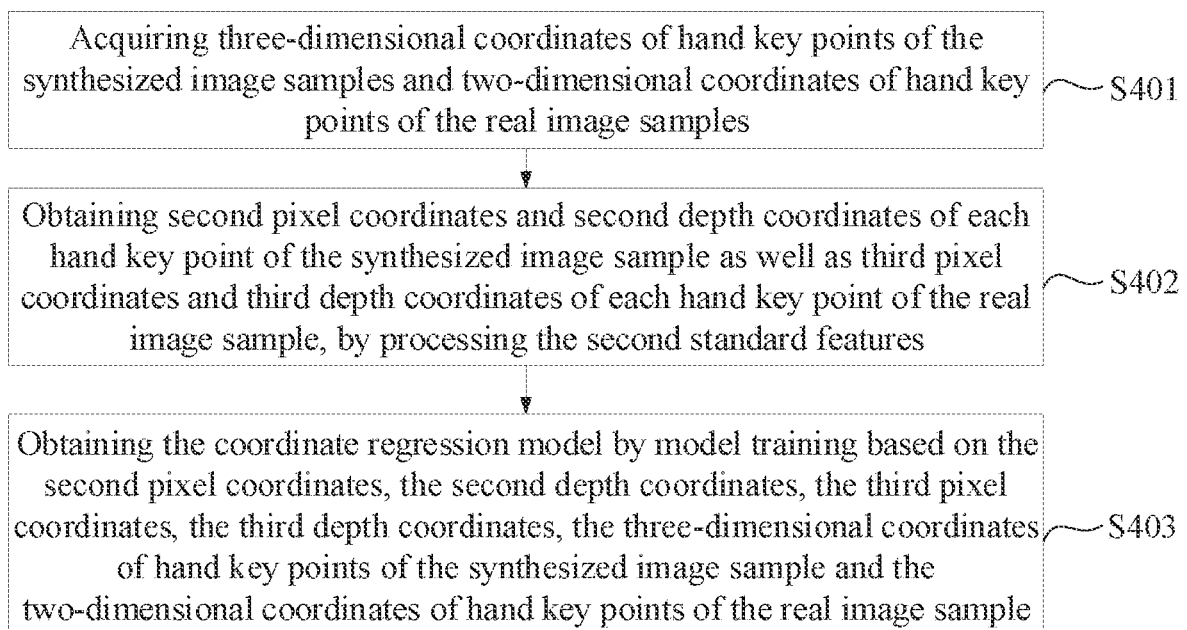 Acquiring three-dimensional coordinates of hand key points of the
synthesized image samples and two-dimensional coordinates of hand key
points of the real image samples
S401
Obtaining second pixel coordinates and second depth coordinates of each
hand key point of the synthesized image sample as well as third pixel
coordinates and third depth coordinates of each hand key point of the real
image sample, by processing the second standard features
S402
Obtaining the coordinate regression model by model training based on the
second pixel coordinates, the second depth coordinates, the third pixel
coordinates, the third depth coordinates, the three-dimensional coordinates
of hand key points of the synthesized image sample and the
two-dimensional coordinates of hand key points of the real image sample
S403